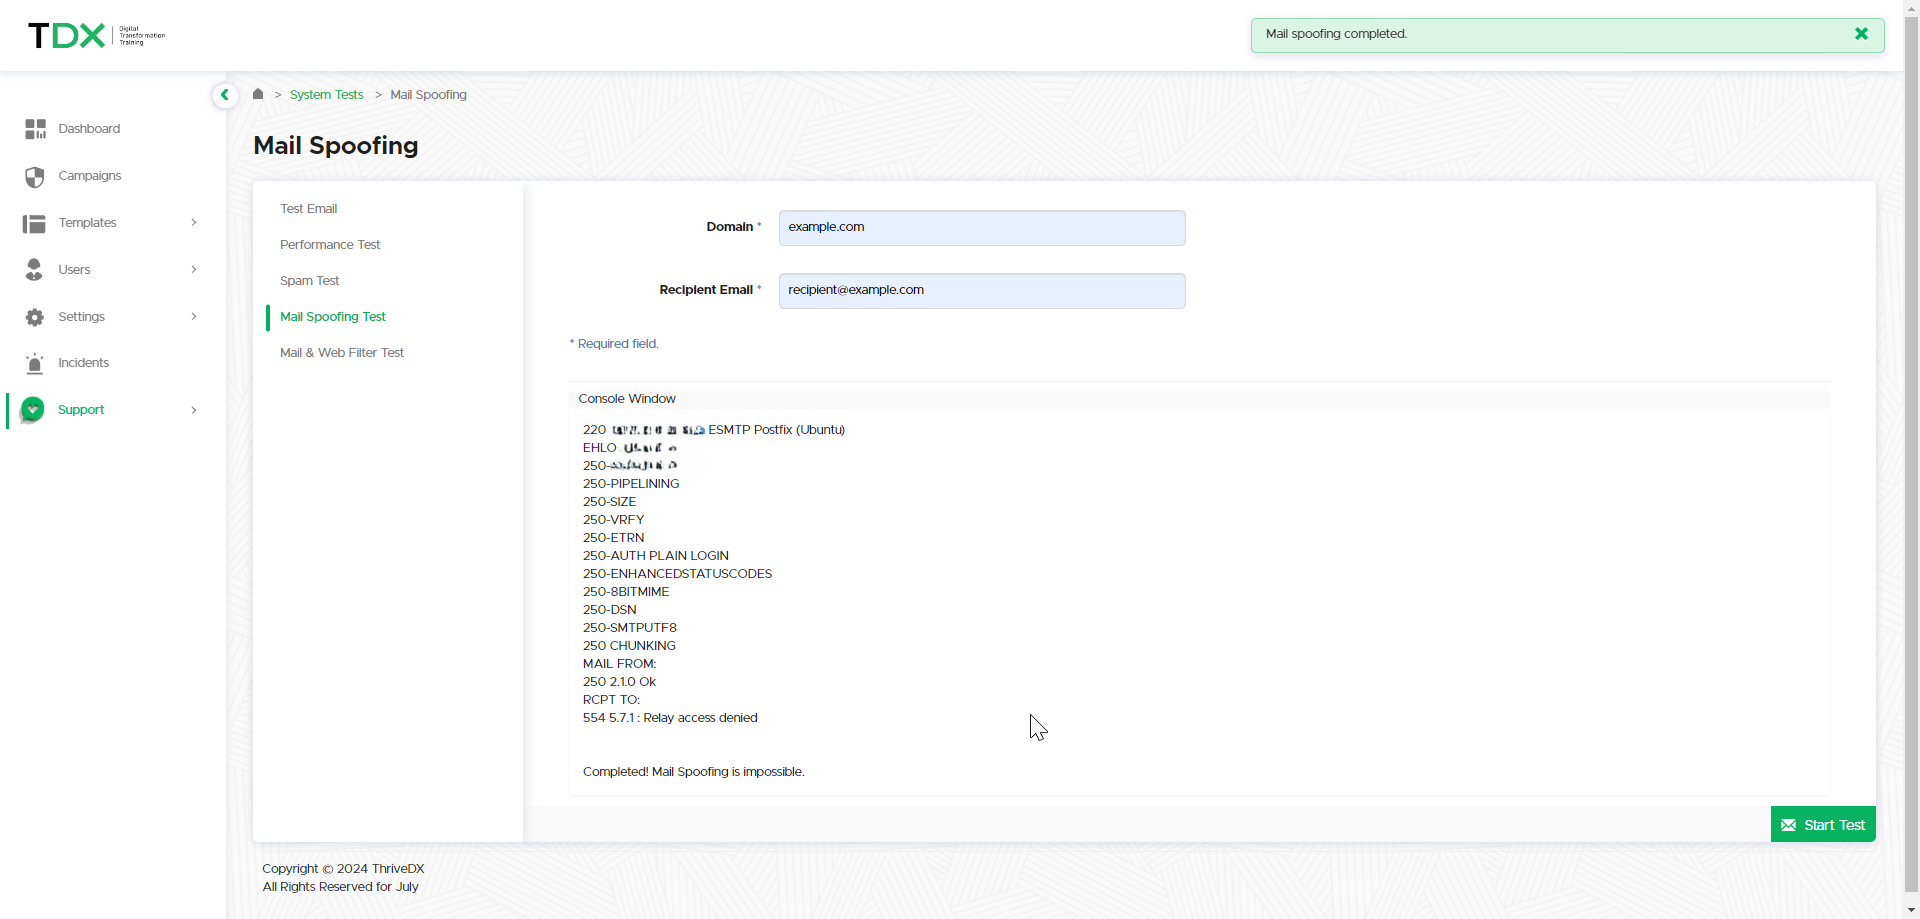 TDX
Digital
Transformation
Training
Mail spoofing completed.
> System Tests > Mail Spoofing
Dashboard
Campaigns
Templates
Users
Settings
Incidents
Support
Mail Spoofing
Test Email
Performance Test
Spam Test
Mail Spoofing Test
Mail & Web Filter Test
Domain * example.com
Recipient Email * recipient@example.com
* Required field.
Console Window
220 ESMTP Postfix (Ubuntu)
EHLO
250-
250-PIPELINING
250-SIZE
250-VRFY
250-ETRN
250-AUTH PLAIN LOGIN
250-ENHANCEDSTATUSCODES
250-8BITMIME
250-DSN
250-SMTPUTF8
250 CHUNKING
MAIL FROM:
250 2.1.0 Ok
RCPT TO:
554 5.7.1 : Relay access denied
Completed! Mail Spoofing is impossible.
Start Test
Copyright © 2024 ThriveDX
All Rights Reserved for July